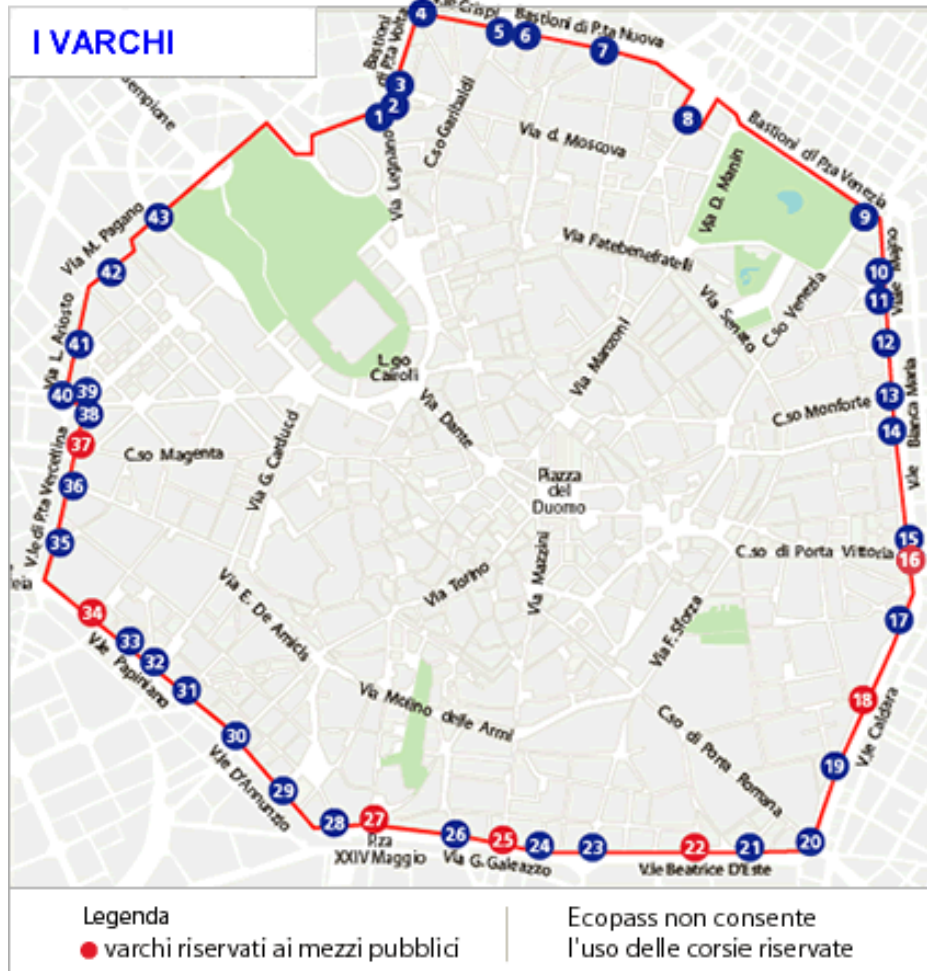 I VARCHI
Bastioni
di P.ta Volta
V.le Crispi
Bastioni di P.ta Nuova
4
5
6
7
3
2
1
8
Via Legnano
C.so Garibaldi
Via d. Moscova
Bastioni di P.ta Venezia
Via D. Manin
9
43
Via M. Pagano
Via Fatebenefratelli
42
10
11
Viale Majno
Via Senato
C.so Venezia
Via L. Ariosto
41
12
L.go
Cairoli
Via Manzoni
40
39
38
13
C.so Monforte
14
V.le Bianca Maria
37
Via Dante
C.so Magenta
Via G. Carducci
36
V.le di P.ta Vercellina
Piazza
del
Duomo
35
15
C.so di Porta Vittoria
16
Via Torino
Via Mazzini
34
Via E. De Amicis
Via F. Sforza
17
33
32
V.le Papiniano
31
Via Molino delle Armi
18
V.le Caldara
30
C.so di Porta Romana
19
V.le D'Annunzio
29
28
27
26
25
24
23
22
21
20
P.za
XXIV Maggio
Via G. Galeazzo
V.le Beatrice D'Este
Legenda
varchi riservati ai mezzi pubblici
Ecopass non consente
l'uso delle corsie riservate